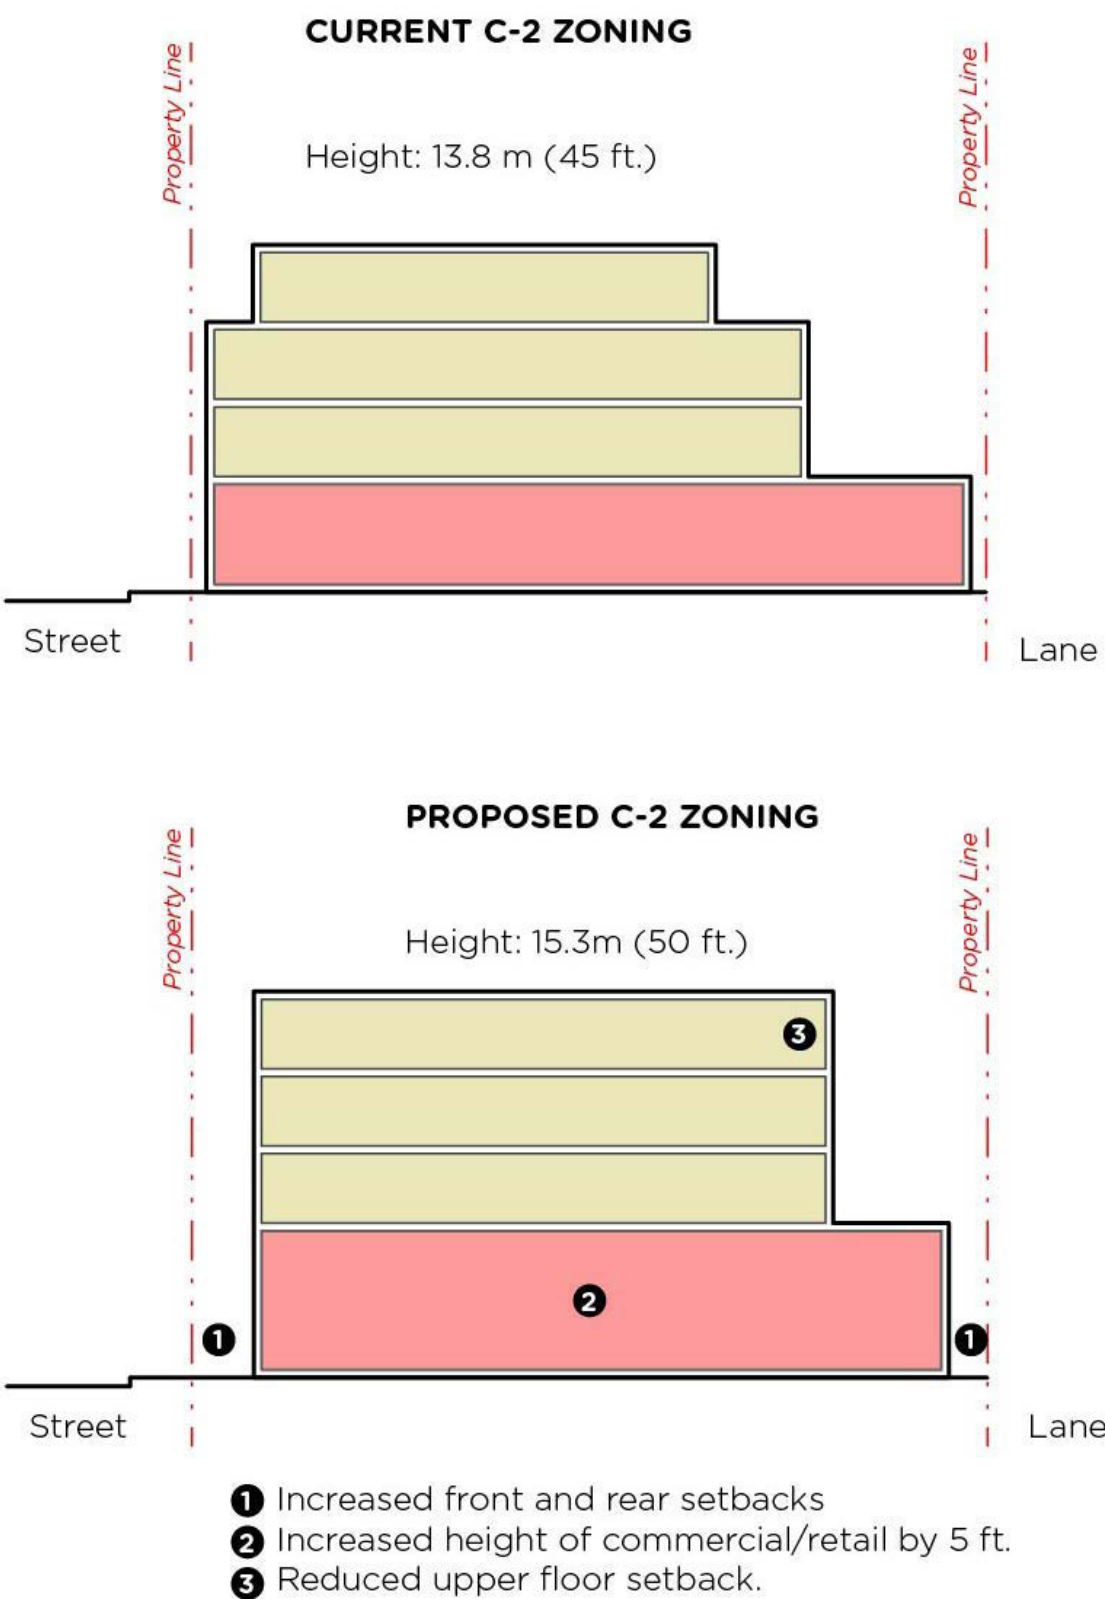 CURRENT C-2 ZONING
Property Line
Property Line
Height: 13.8 m (45 ft.)
Street
Lane
PROPOSED C-2 ZONING
Property Line
Property Line
Height: 15.3m (50 ft.)
3
2
1
1
Street
Lane
1 Increased front and rear setbacks
2 Increased height of commercial/retail by 5 ft.
3 Reduced upper floor setback.